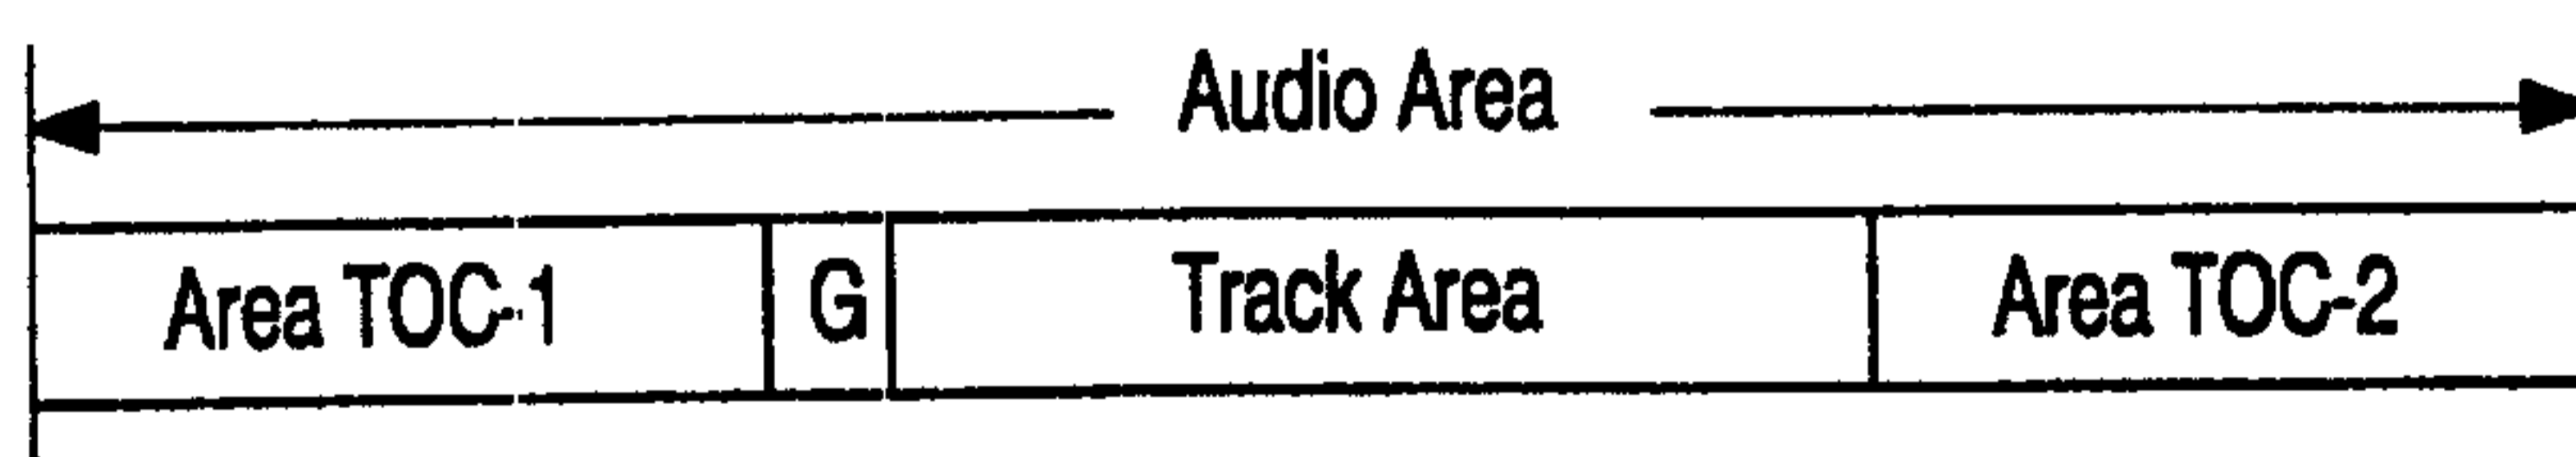 Audio Area
Area TOC-1 G Track Area Area TOC-2